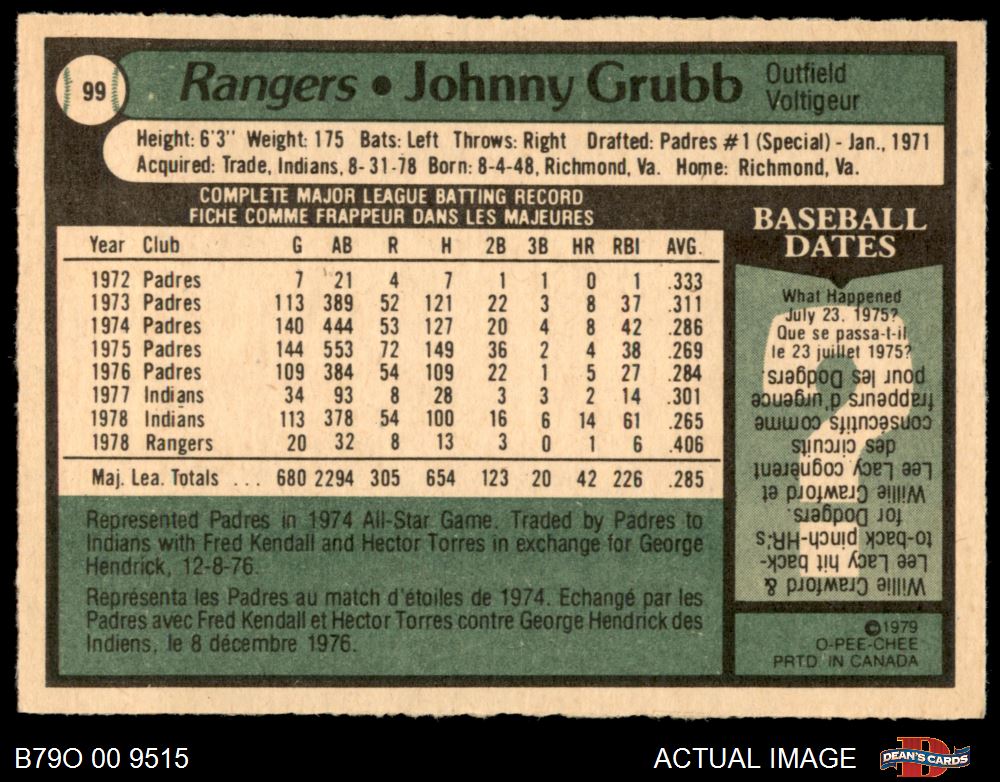 99
Rangers • Johnny Grubb
Outfield
Voltigeur
Height: 6'3" Weight: 175 Bats: Left Throws: Right Drafted: Padres #1 (Special) - Jan., 1971
Acquired: Trade, Indians, 8-31-78 Born: 8-4-48, Richmond, Va. Home: Richmond, Va.
COMPLETE MAJOR LEAGUE BATTING RECORD
FICHE COMME FRAPPEUR DANS LES MAJEURES
Year Club G AB R H 2B 3B HR RBI AVG.
1972 Padres 7 21 4 7 1 1 0 1 .333
1973 Padres 113 389 52 121 22 3 8 37 .311
1974 Padres 140 444 53 127 20 4 8 42 .286
1975 Padres 144 553 72 149 36 2 4 38 .269
1976 Padres 109 384 54 109 22 1 5 27 .284
1977 Indians 34 93 8 28 3 3 2 14 .301
1978 Indians 113 378 54 100 16 6 14 61 .265
1978 Rangers 20 32 8 13 3 0 1 6 .406
Maj. Lea. Totals ... 680 2294 305 654 123 20 42 226 .285
Represented Padres in 1974 All-Star Game. Traded by Padres to
Indians with Fred Kendall and Hector Torres in exchange for George
Hendrick, 12-8-76.
Représenta les Padres au match d'étoiles de 1974. Echangé par les
Padres avec Fred Kendall et Hector Torres contre George Hendrick des
Indiens, le 8 décembre 1976.
BASEBALL
DATES
What Happened
July 23, 1975?
Que se passa-t-il
le 23 juillet 1975?
Willie Crawford &
Lee Lacy hit back-
to-back pinch-HR's
for Dodgers.
Willie Crawford et
Lee Lacy cognèrent
des circuits
consécutifs comme
frappeurs d'urgence
pour les Dodgers
©1979
O-PEE-CHEE
PRTD. IN CANADA
B79O 00 9515
ACTUAL IMAGE
DEAN'S CARDS